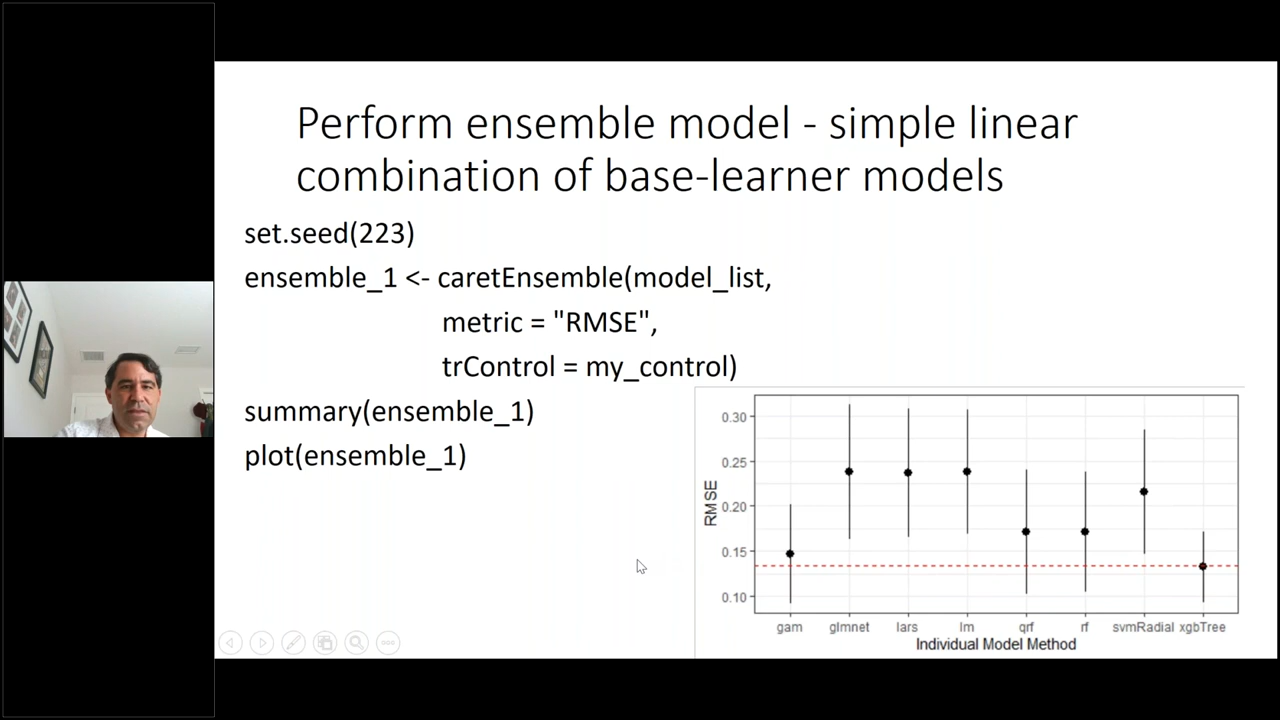 Perform ensemble model - simple linear
combination of base-learner models
set.seed(223)
ensemble_1 <- caretEnsemble(model_list,
metric = "RMSE",
trControl = my_control)
summary(ensemble_1)
plot(ensemble_1)
RMSE
0.30
0.25
0.20
0.15
0.10
gam glmnet lars lm qrf rf svmRadial xgbTree
Individual Model Method